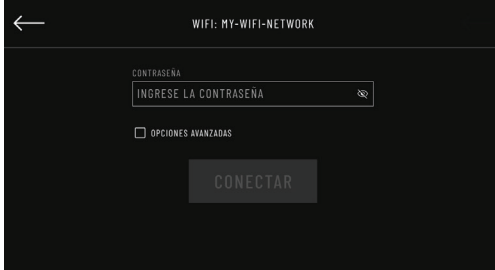 WIFI: MY-WIFI-NETWORK
CONTRASEÑA
INGRESE LA CONTRASEÑA
OPCIONES AVANZADAS
CONECTAR